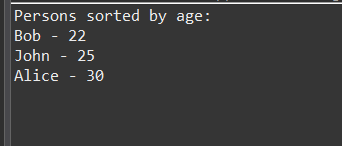 Persons sorted by age:
Bob - 22
John - 25
Alice - 30